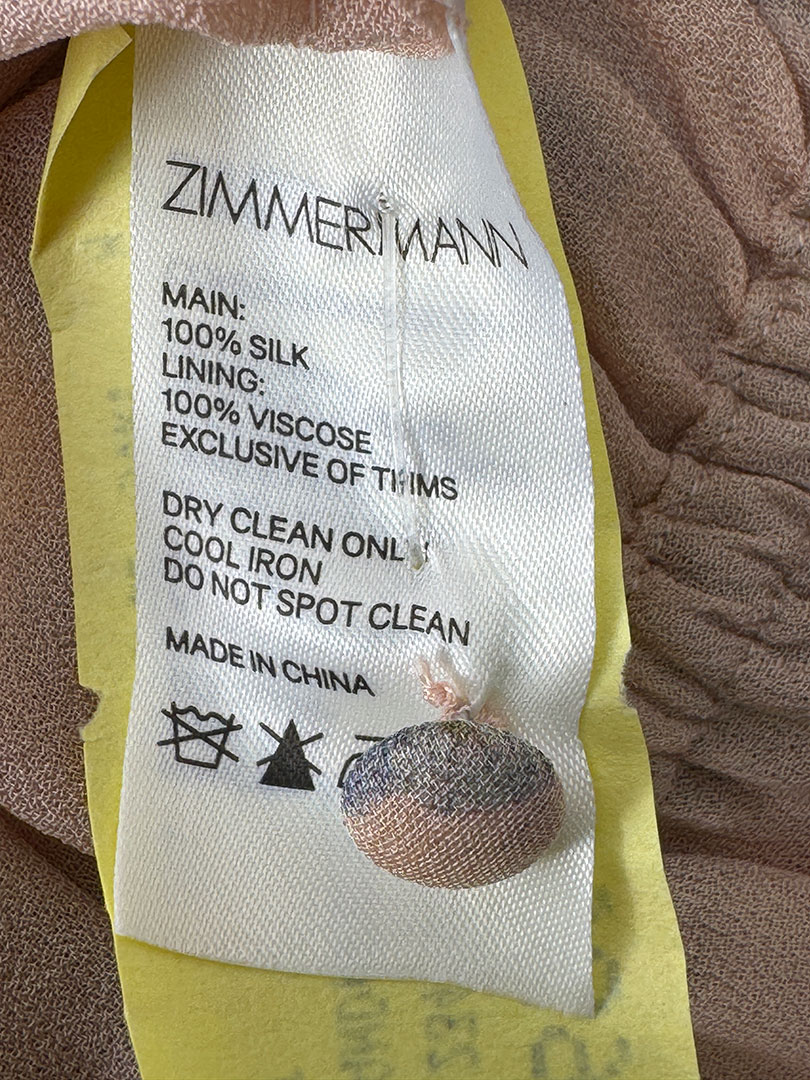 ZIMMERMANN
MAIN:
100% SILK
LINING:
100% VISCOSE
EXCLUSIVE OF TRIMS
DRY CLEAN ONLY
COOL IRON
DO NOT SPOT CLEAN
MADE IN CHINA